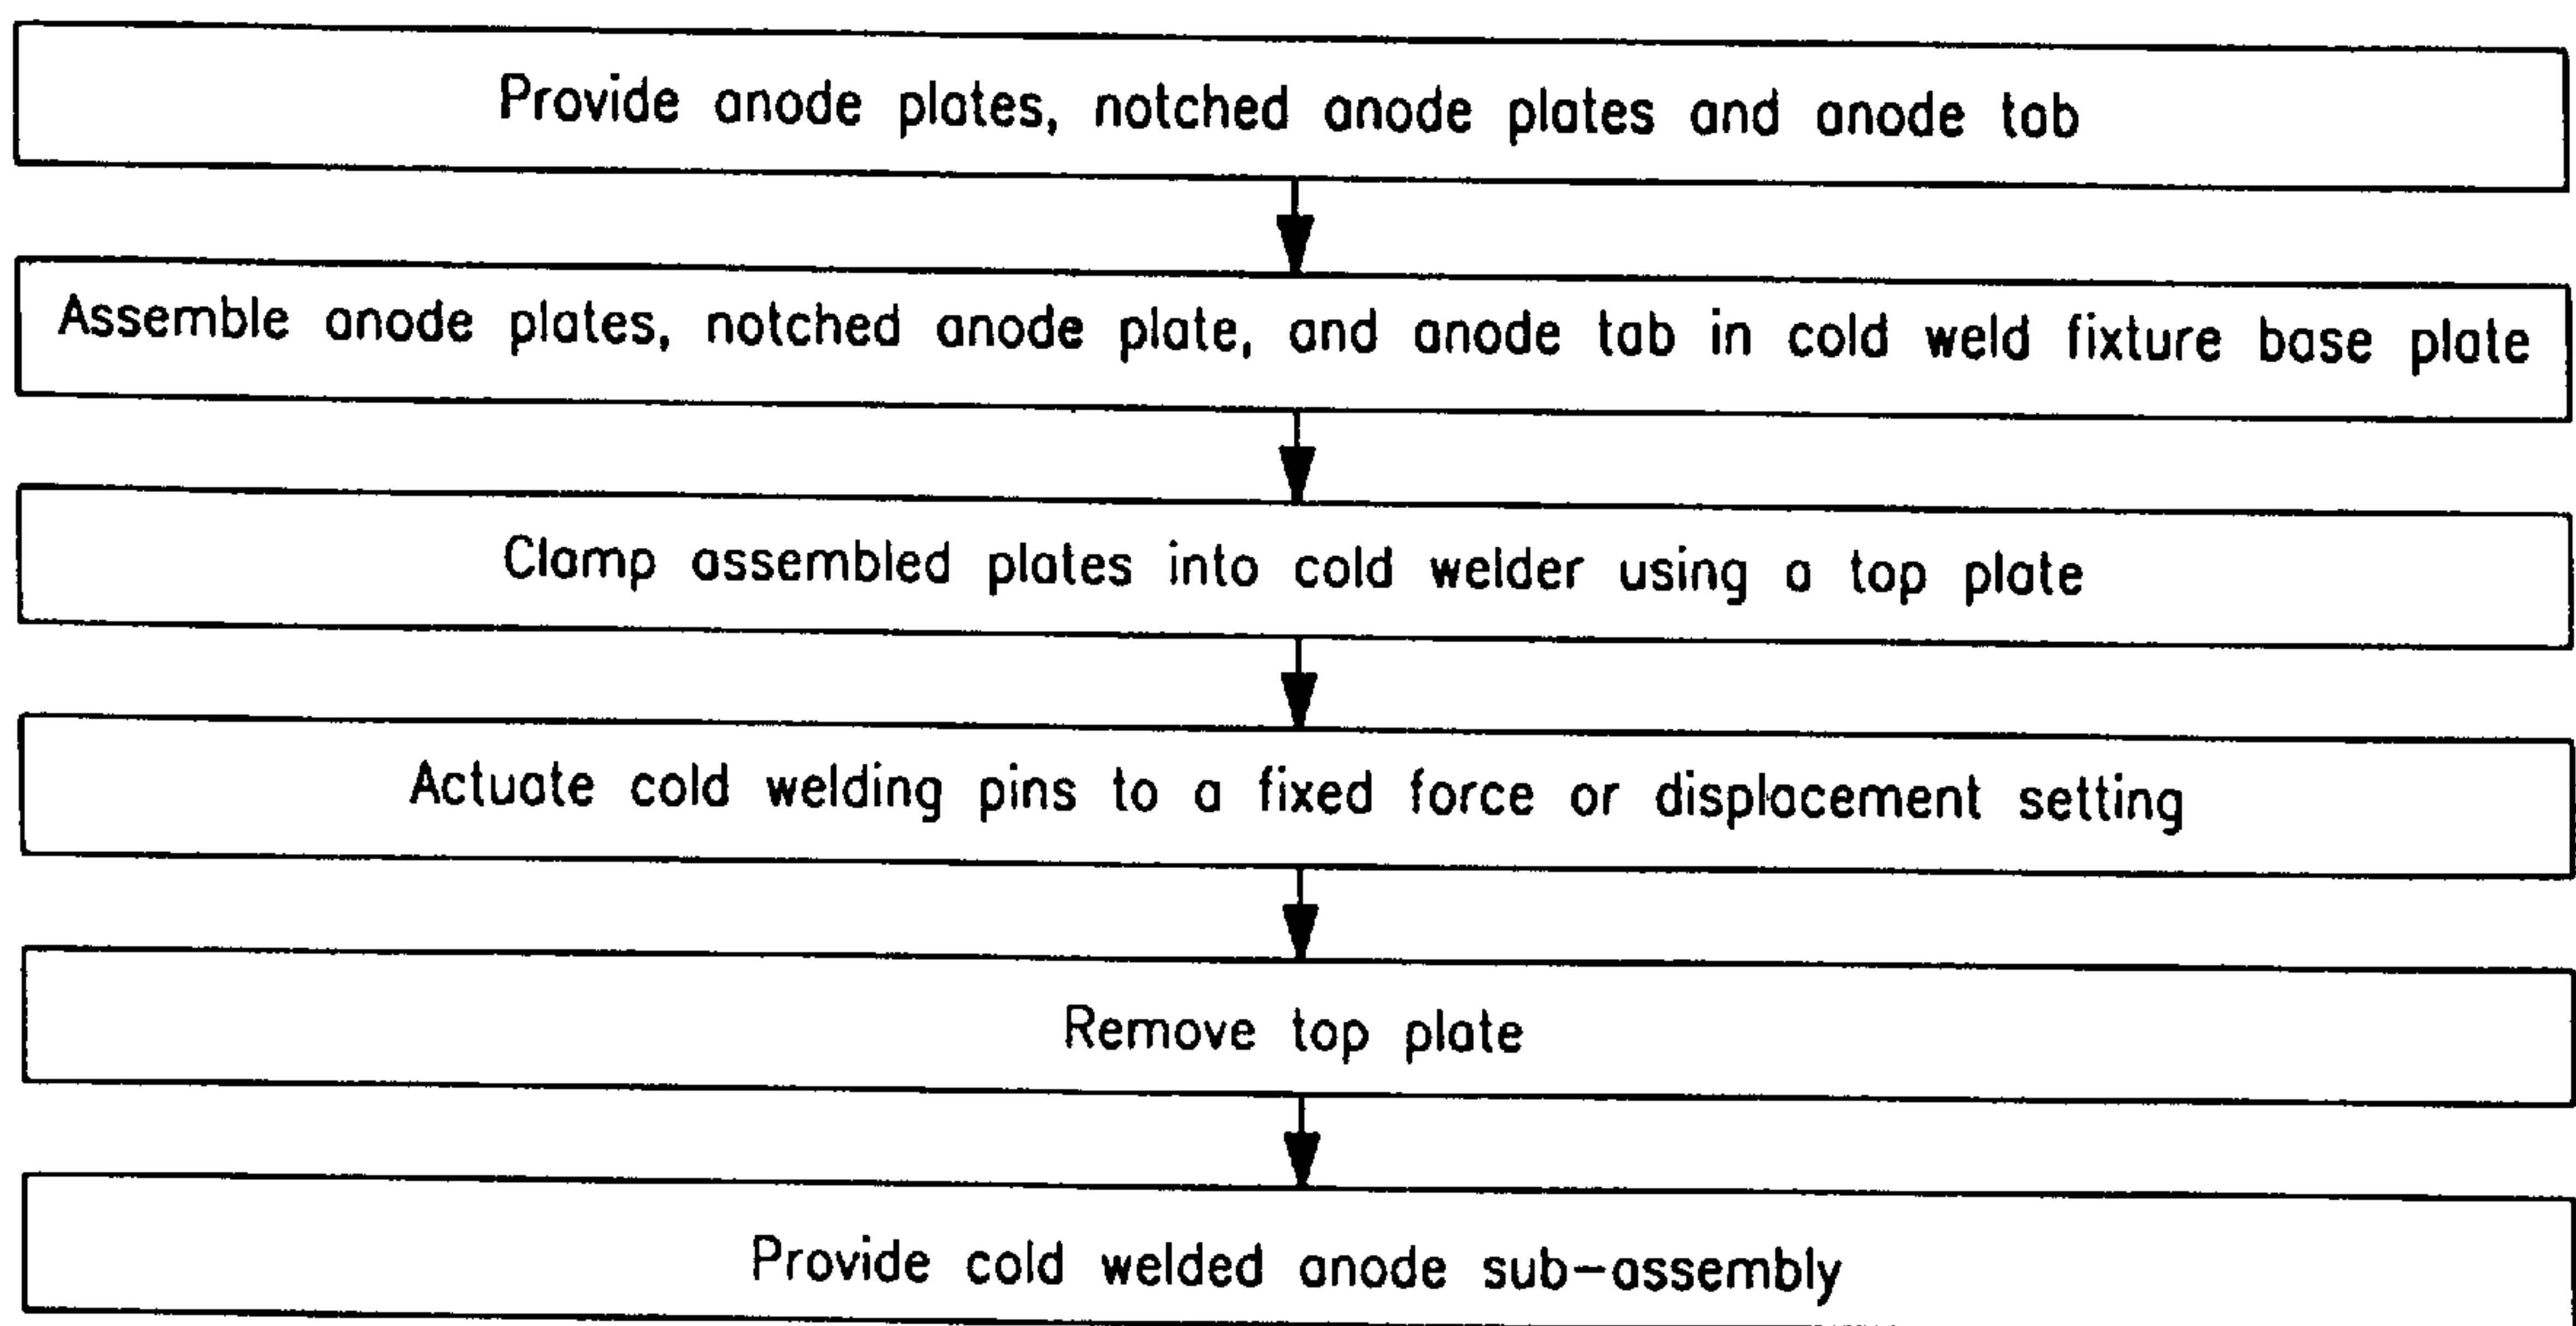 Provide anode plates, notched anode plates and anode tab
Assemble anode plates, notched anode plate, and anode tab in cold weld fixture base plate
Clamp assembled plates into cold welder using a top plate
Actuate cold welding pins to a fixed force or displacement setting
Remove top plate
Provide cold welded anode sub-assembly